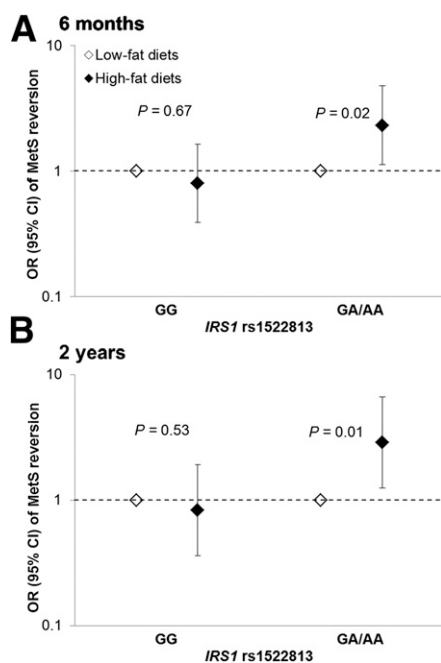 A 6 months
OR (95% CI) of MetS reversion
10
1
0.1
◇Low-fat diets
◆High-fat diets
P = 0.67
P = 0.02
GG
GA/AA
IRS1 rs1522813
B 2 years
OR (95% CI) of MetS reversion
10
1
0.1
P = 0.53
P = 0.01
GG
GA/AA
IRS1 rs1522813